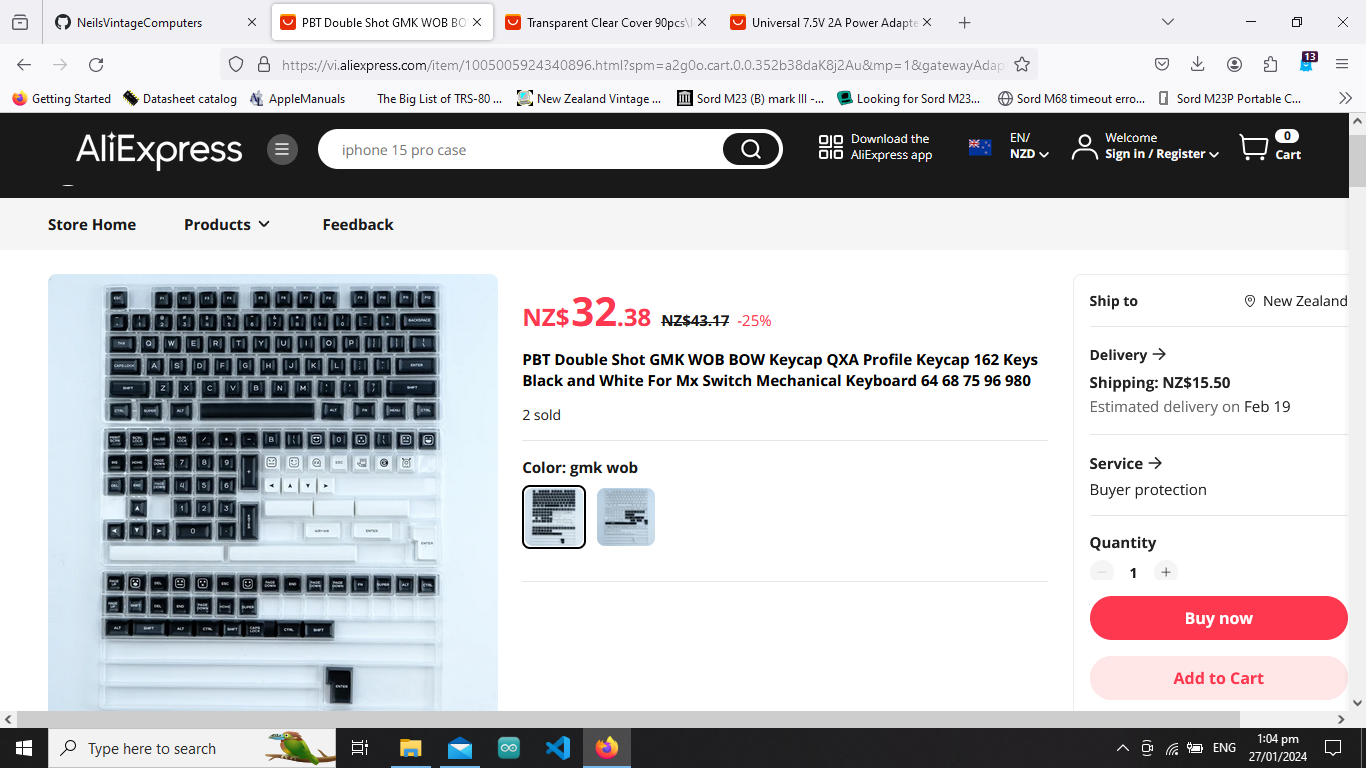 NeilsVintageComputers
PBT Double Shot GMK WOB BO
Transparent Clear Cover 90pcs\
Universal 7.5V 2A Power Adapte
https://vi.aliexpress.com/item/1005005924340896.html?spm=a2g0o.cart.0.0.352b38daK8j2Au&mp=1&gatewayAdap
13
Getting Started
Datasheet catalog
AppleManuals
The Big List of TRS-80 ...
New Zealand Vintage ...
Sord M23 (B) mark III -...
Looking for Sord M23...
Sord M68 timeout erro...
Sord M23P Portable C...
AliExpress
iphone 15 pro case
Download the
AliExpress app
EN/
NZD
Welcome
Sign in / Register
0
Cart
Store Home
Products
Feedback
NZ$32.38 NZ$43.17 -25%
PBT Double Shot GMK WOB BOW Keycap QXA Profile Keycap 162 Keys
Black and White For Mx Switch Mechanical Keyboard 64 68 75 96 980
2 sold
Color: gmk wob
Ship to
New Zealand
Delivery
Shipping: NZ$15.50
Estimated delivery on Feb 19
Service
Buyer protection
Quantity
1
Buy now
Add to Cart
Type here to search
ENG
1:04 pm
27/01/2024